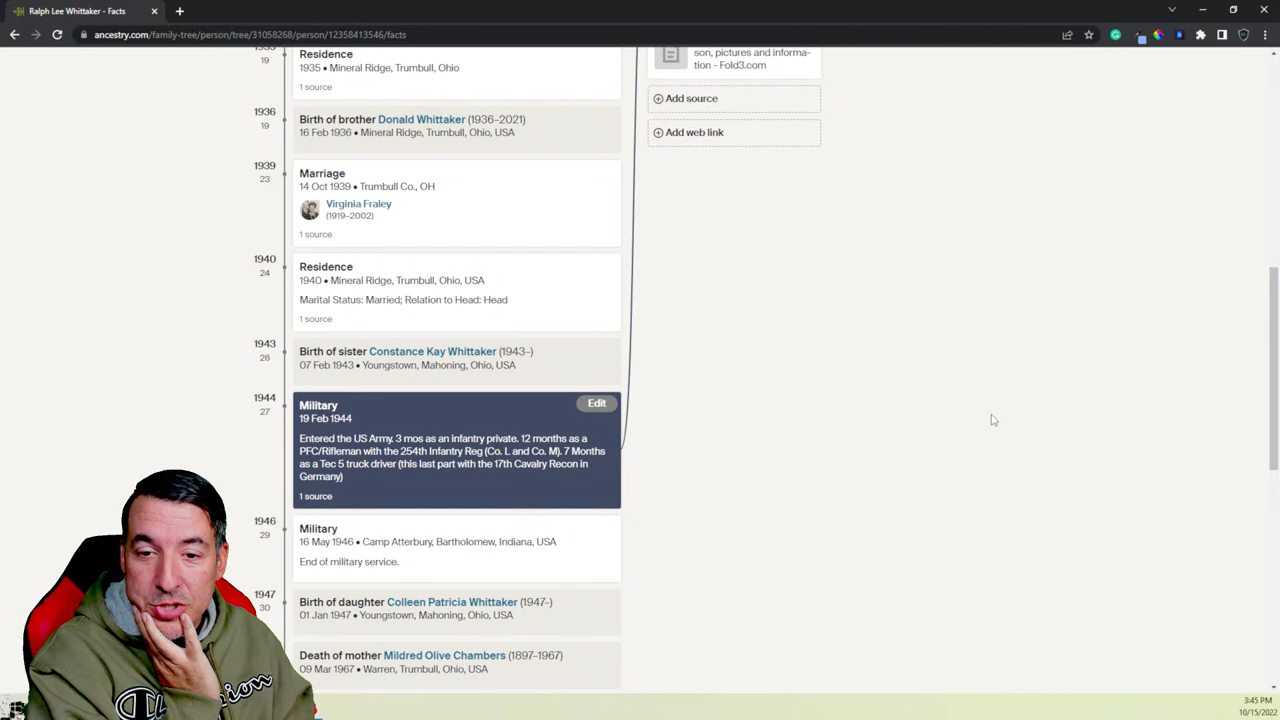 Ralph Lee Whittaker - Facts
ancestry.com/family-tree/person/tree/31058268/person/12358413546/facts
19
Residence
1935 • Mineral Ridge, Trumbull, Ohio
1 source
1936
19
Birth of brother Donald Whittaker (1936–2021)
16 Feb 1936 • Mineral Ridge, Trumbull, Ohio, USA
1939
23
Marriage
14 Oct 1939 • Trumbull Co., OH
Virginia Fraley
(1919–2002)
1 source
1940
24
Residence
1940 • Mineral Ridge, Trumbull, Ohio, USA
Marital Status: Married; Relation to Head: Head
1 source
1943
26
Birth of sister Constance Kay Whittaker (1943–)
07 Feb 1943 • Youngstown, Mahoning, Ohio, USA
1944
27
Military
Edit
19 Feb 1944
Entered the US Army. 3 mos as an infantry private. 12 months as a
PFC/Rifleman with the 254th Infantry Reg (Co. L and Co. M). 7 Months
as a Tec 5 truck driver (this last part with the 17th Cavalry Recon in
Germany)
1 source
1946
29
Military
16 May 1946 • Camp Atterbury, Bartholomew, Indiana, USA
End of military service.
1947
30
Birth of daughter Colleen Patricia Whittaker (1947–)
01 Jan 1947 • Youngstown, Mahoning, Ohio, USA
Death of mother Mildred Olive Chambers (1897–1967)
09 Mar 1967 • Warren, Trumbull, Ohio, USA
son, pictures and informa-
tion - Fold3.com
Add source
Add web link
Champion
3:45 PM
10/15/2022